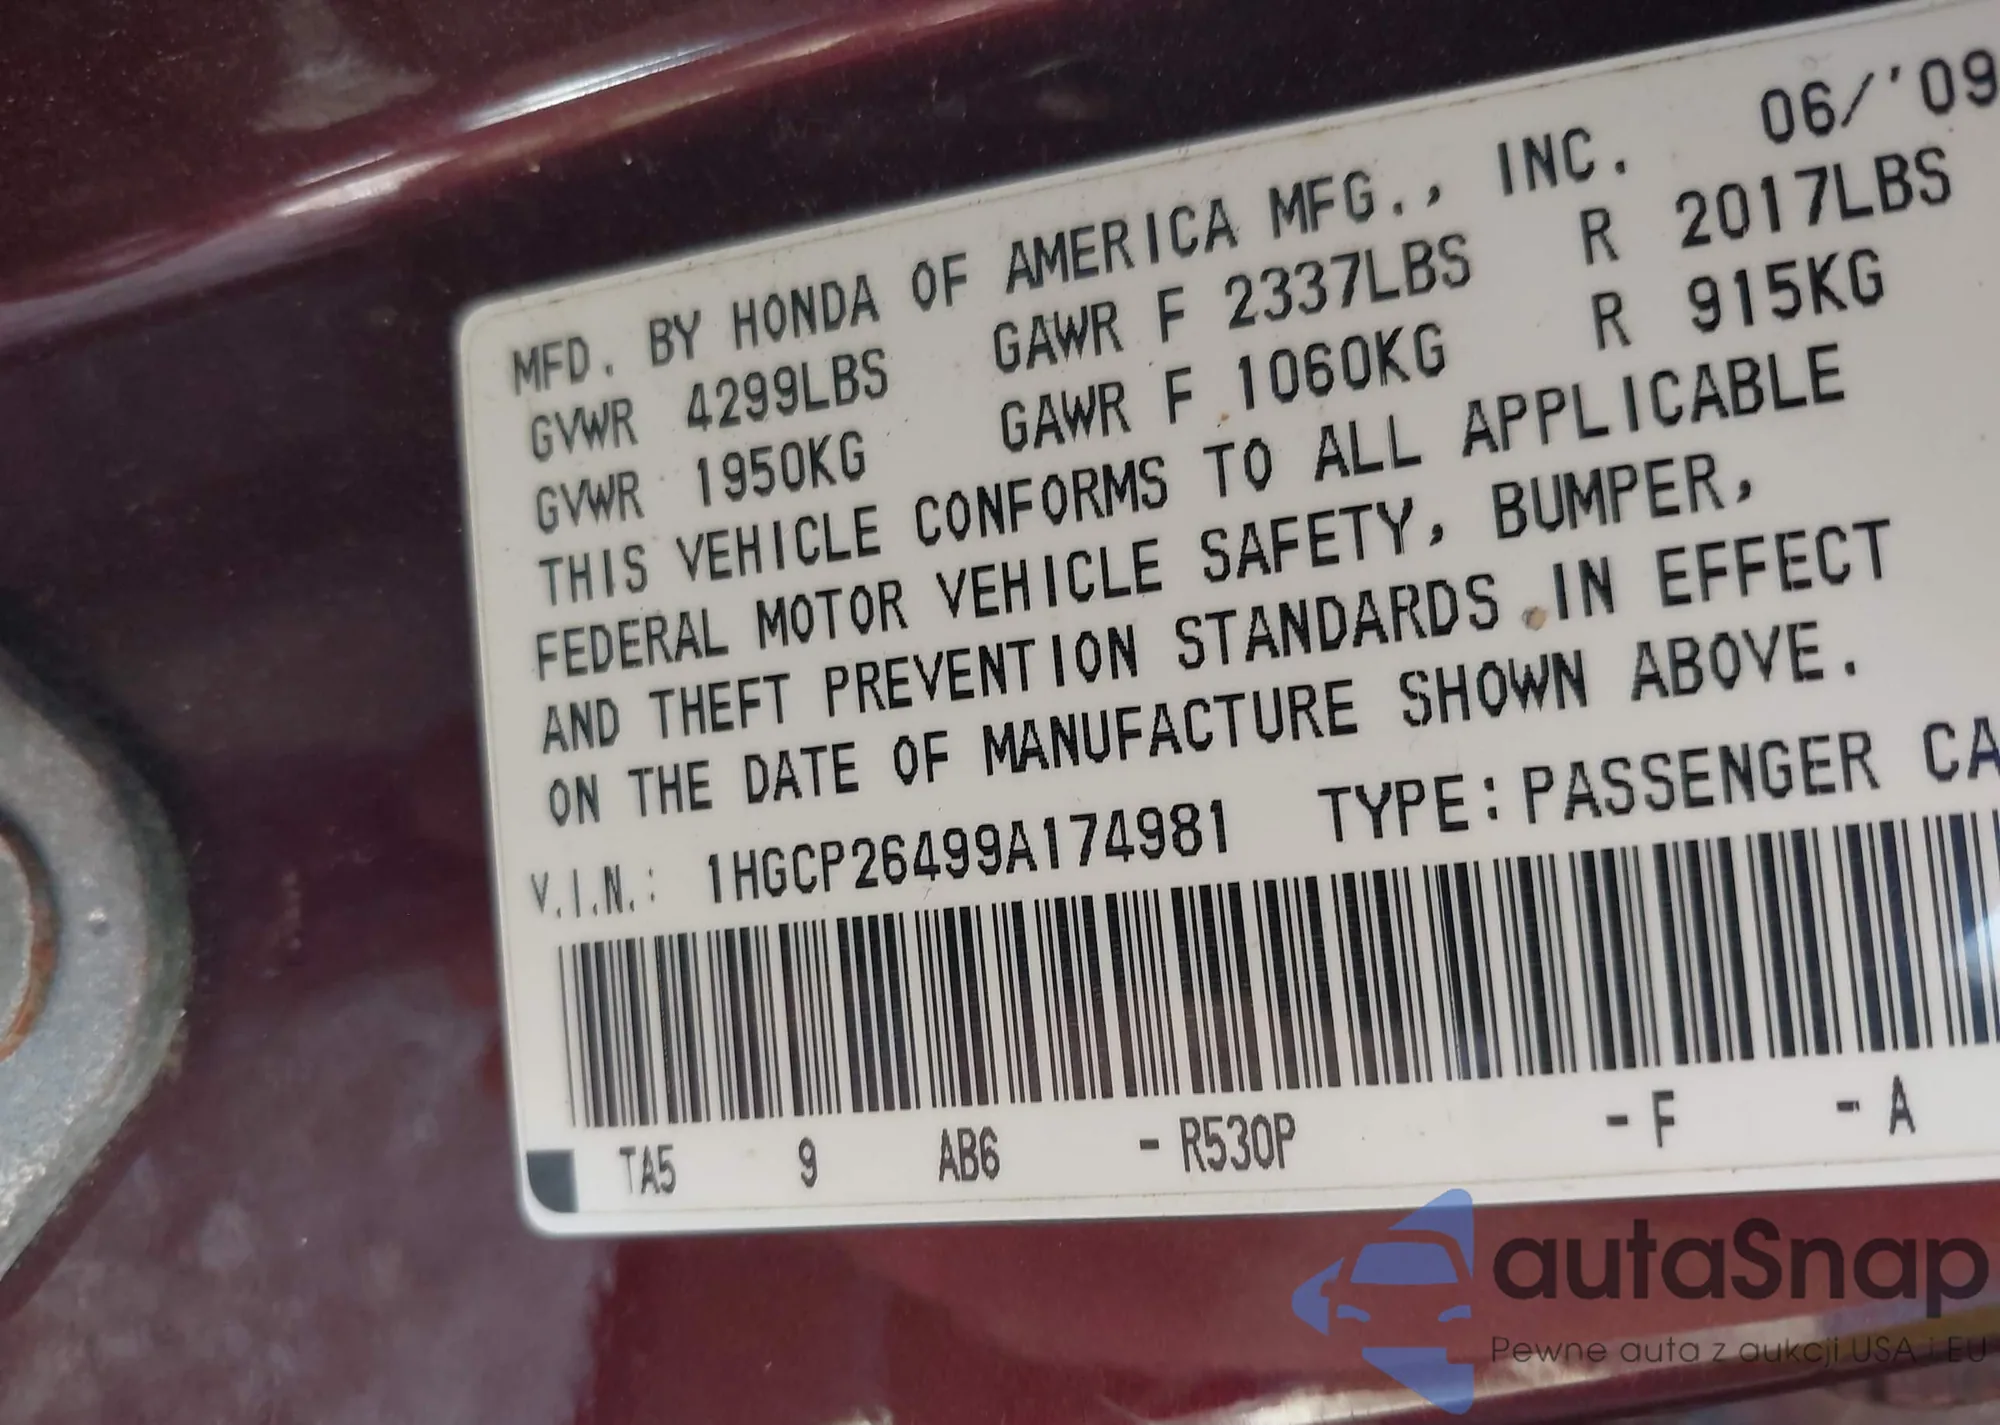 MFD. BY HONDA OF AMERICA MFG., INC. 06/'09
GVWR 4299LBS GAWR F 2337LBS R 2017LBS
GVWR 1950KG GAWR F 1060KG R 915KG
THIS VEHICLE CONFORMS TO ALL APPLICABLE
FEDERAL MOTOR VEHICLE SAFETY, BUMPER,
AND THEFT PREVENTION STANDARDS IN EFFECT
ON THE DATE OF MANUFACTURE SHOWN ABOVE.
V.I.N.: 1HGCP26499A174981 TYPE:PASSENGER CA
TA5 9 AB6 -R530P -F -A
autaSnap
Pewne auta z aukcji USA i EU